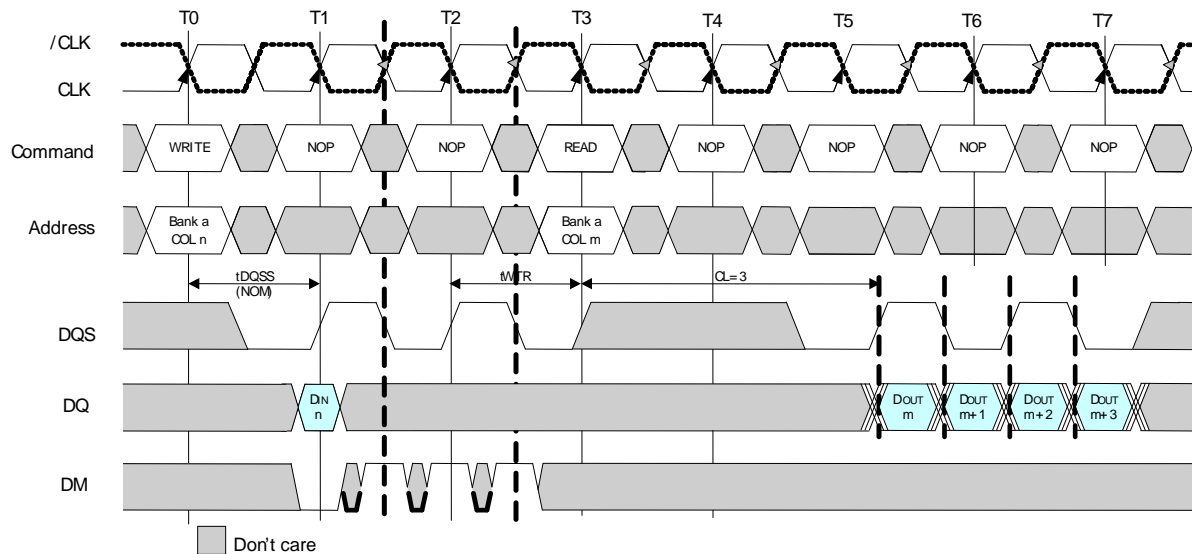 T0 T1 T2 T3 T4 T5 T6 T7
/CLK
CLK
Command WRITE NOP NOP READ NOP NOP NOP NOP
Address Bank a COL n Bank a COL m
tDQSS (NOM) tWTR CL= 3
DQS
DQ DIN n DOUT m DOUT m+1 DOUT m+2 DOUT m+3
DM
Don't care